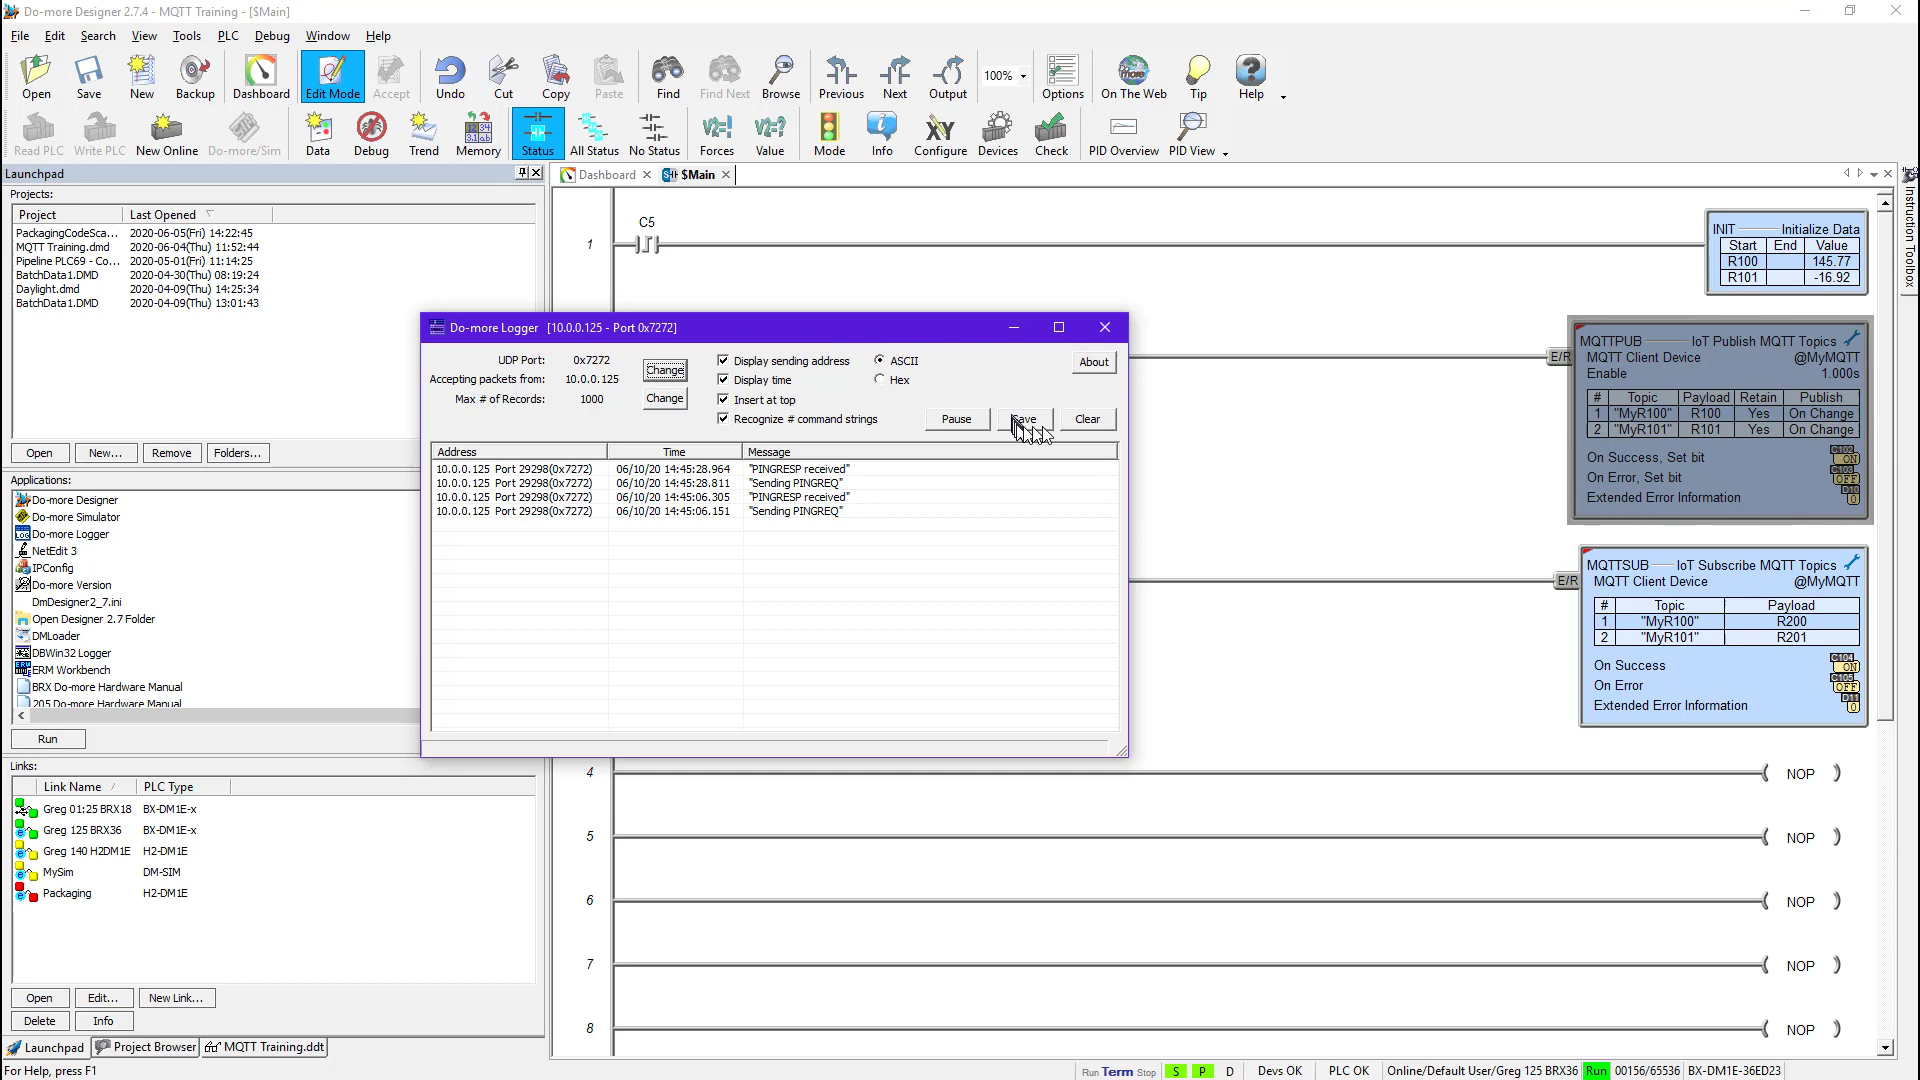 Do-more Designer 2.7.4 - MQTT Training - [$Main]
File Edit Search View Tools PLC Debug Window Help
Open Save New Backup Dashboard Edit Mode Accept Undo Cut Copy Paste Find Find Next Browse Previous Next Output 100% Options On The Web Tip Help
Read PLC Write PLC New Online Do-more/Sim Data Debug Trend Memory Status All Status No Status Forces Value Mode Info Configure Devices Check PID Overview PID View
Launchpad
Dashboard $Main
Instruction Toolbox
Projects:
Project Last Opened
PackagingCodeSca... 2020-06-05(Fri) 14:22:45
MQTT Training.dmd 2020-06-04(Thu) 11:52:44
Pipeline PLC69 - Co... 2020-05-01(Fri) 11:14:25
BatchData1.DMD 2020-04-30(Thu) 08:19:24
Daylight.dmd 2020-04-09(Thu) 14:25:34
BatchData1.DMD 2020-04-09(Thu) 13:01:43
Open New... Remove Folders...
Applications:
Do-more Designer
Do-more Simulator
Do-more Logger
NetEdit 3
IPConfig
Do-more Version
DmDesigner2_7.ini
Open Designer 2.7 Folder
DMLoader
DBWin32 Logger
ERM Workbench
BRX Do-more Hardware Manual
205 Do-more Hardware Manual
Run
Links:
Link Name PLC Type
Greg 01:25 BRX18 BX-DM1E-x
Greg 125 BRX36 BX-DM1E-x
Greg 140 H2DM1E H2-DM1E
MySim DM-SIM
Packaging H2-DM1E
Open Edit... New Link...
Delete Info
Launchpad Project Browser MQTT Training.ddt
1
C5
INIT Initialize Data
Start End Value
R100 145.77
R101 -16.92
E/R
MQTTPUB IoT Publish MQTT Topics
MQTT Client Device @MyMQTT
Enable 1.000s
# Topic Payload Retain Publish
1 "MyR100" R100 Yes On Change
2 "MyR101" R101 Yes On Change
C102
On Success, Set bit ON
C103
On Error, Set bit OFF
D10
Extended Error Information 0
E/R
MQTTSUB IoT Subscribe MQTT Topics
MQTT Client Device @MyMQTT
# Topic Payload
1 "MyR100" R200
2 "MyR101" R201
C104
On Success ON
C105
On Error OFF
D11
Extended Error Information 0
4 NOP
5 NOP
6 NOP
7 NOP
8 NOP
Do-more Logger [10.0.0.125 - Port 0x7272]
UDP Port: 0x7272
Accepting packets from: 10.0.0.125 Change
Max # of Records: 1000 Change
Display sending address ASCII
Display time Hex
Insert at top
Recognize # command strings
About
Pause Save Clear
Address Time Message
10.0.0.125 Port 29298(0x7272) 06/10/20 14:45:28.964 "PINGRESP received"
10.0.0.125 Port 29298(0x7272) 06/10/20 14:45:28.811 "Sending PINGREQ"
10.0.0.125 Port 29298(0x7272) 06/10/20 14:45:06.305 "PINGRESP received"
10.0.0.125 Port 29298(0x7272) 06/10/20 14:45:06.151 "Sending PINGREQ"
For Help, press F1
Run Term Stop S P D Devs OK PLC OK Online/Default User/Greg 125 BRX36 Run 00156/65536 BX-DM1E-36ED23